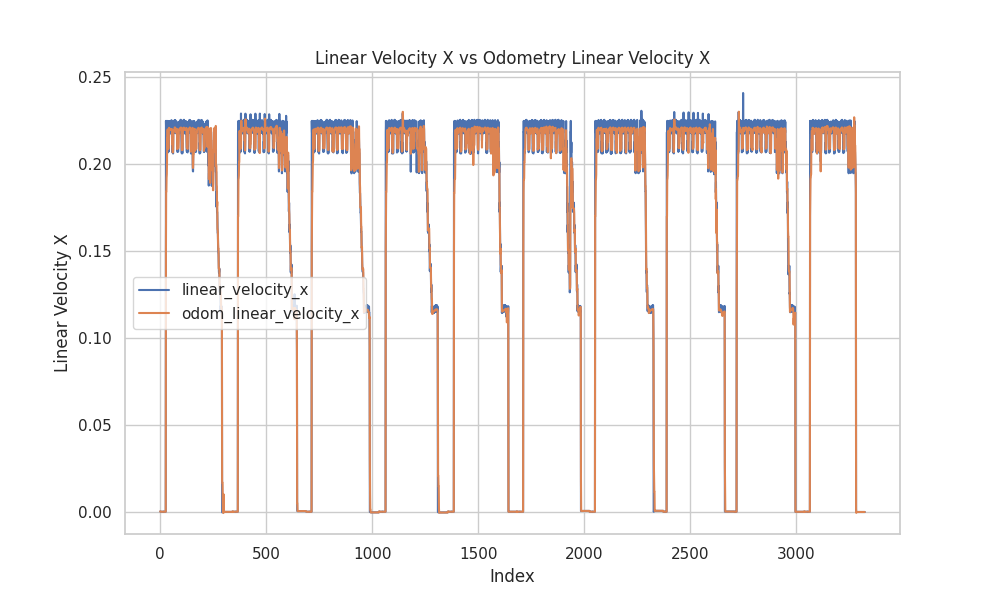 Linear Velocity X vs Odometry Linear Velocity X
0.25
0.20
0.15
0.10
0.05
0.00
Linear Velocity X
linear_velocity_x
odom_linear_velocity_x
0 500 1000 1500 2000 2500 3000
Index